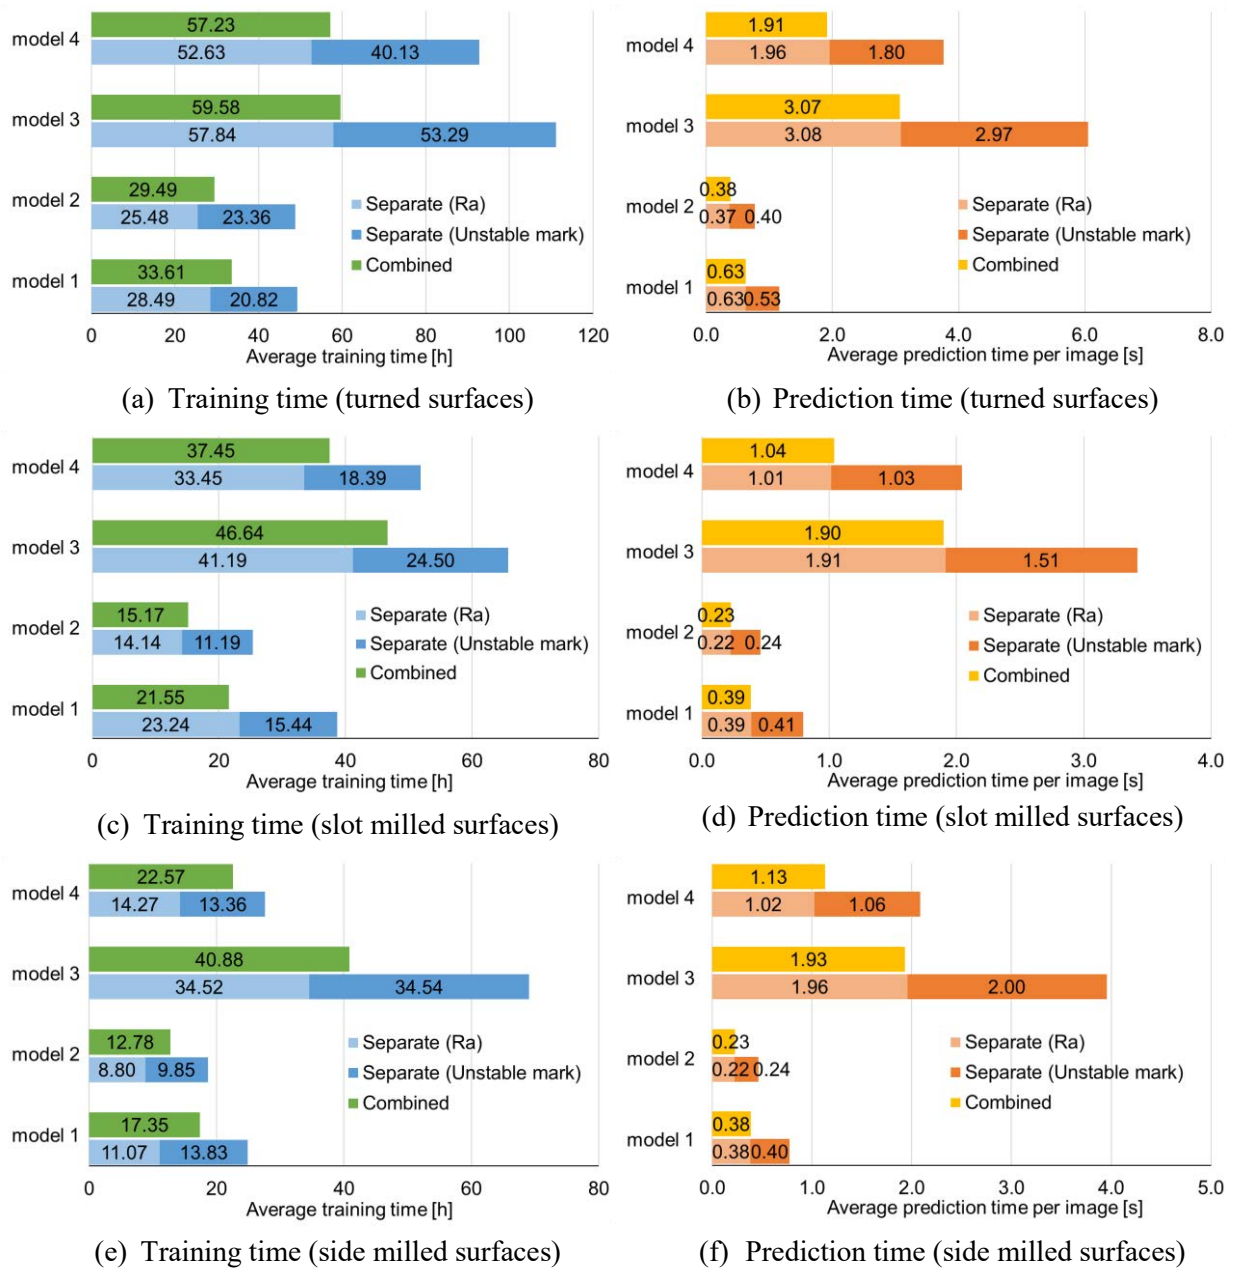 model 4
57.23
52.63 40.13
model 3
59.58
57.84 53.29
model 2
29.49
25.48 23.36
model 1
33.61
28.49 20.82
Separate (Ra)
Separate (Unstable mark)
Combined
0 20 40 60 80 100 120
Average training time [h]
(a) Training time (turned surfaces)
model 4
1.91
1.96 1.80
model 3
3.07
3.08 2.97
model 2
0.38
0.37 0.40
model 1
0.63
0.63 0.53
Separate (Ra)
Separate (Unstable mark)
Combined
0.0 2.0 4.0 6.0 8.0
Average prediction time per image [s]
(b) Prediction time (turned surfaces)
model 4
37.45
33.45 18.39
model 3
46.64
41.19 24.50
model 2
15.17
14.14 11.19
model 1
21.55
23.24 15.44
Separate (Ra)
Separate (Unstable mark)
Combined
0 20 40 60 80
Average training time [h]
(c) Training time (slot milled surfaces)
model 4
1.04
1.01 1.03
model 3
1.90
1.91 1.51
model 2
0.23
0.22 0.24
model 1
0.39
0.39 0.41
Separate (Ra)
Separate (Unstable mark)
Combined
0.0 1.0 2.0 3.0 4.0
Average prediction time per image [s]
(d) Prediction time (slot milled surfaces)
model 4
22.57
14.27 13.36
model 3
40.88
34.52 34.54
model 2
12.78
8.80 9.85
model 1
17.35
11.07 13.83
Separate (Ra)
Separate (Unstable mark)
Combined
0 20 40 60 80
Average training time [h]
(e) Training time (side milled surfaces)
model 4
1.13
1.02 1.06
model 3
1.93
1.96 2.00
model 2
0.23
0.22 0.24
model 1
0.38
0.38 0.40
Separate (Ra)
Separate (Unstable mark)
Combined
0.0 1.0 2.0 3.0 4.0 5.0
Average prediction time per image [s]
(f) Prediction time (side milled surfaces)